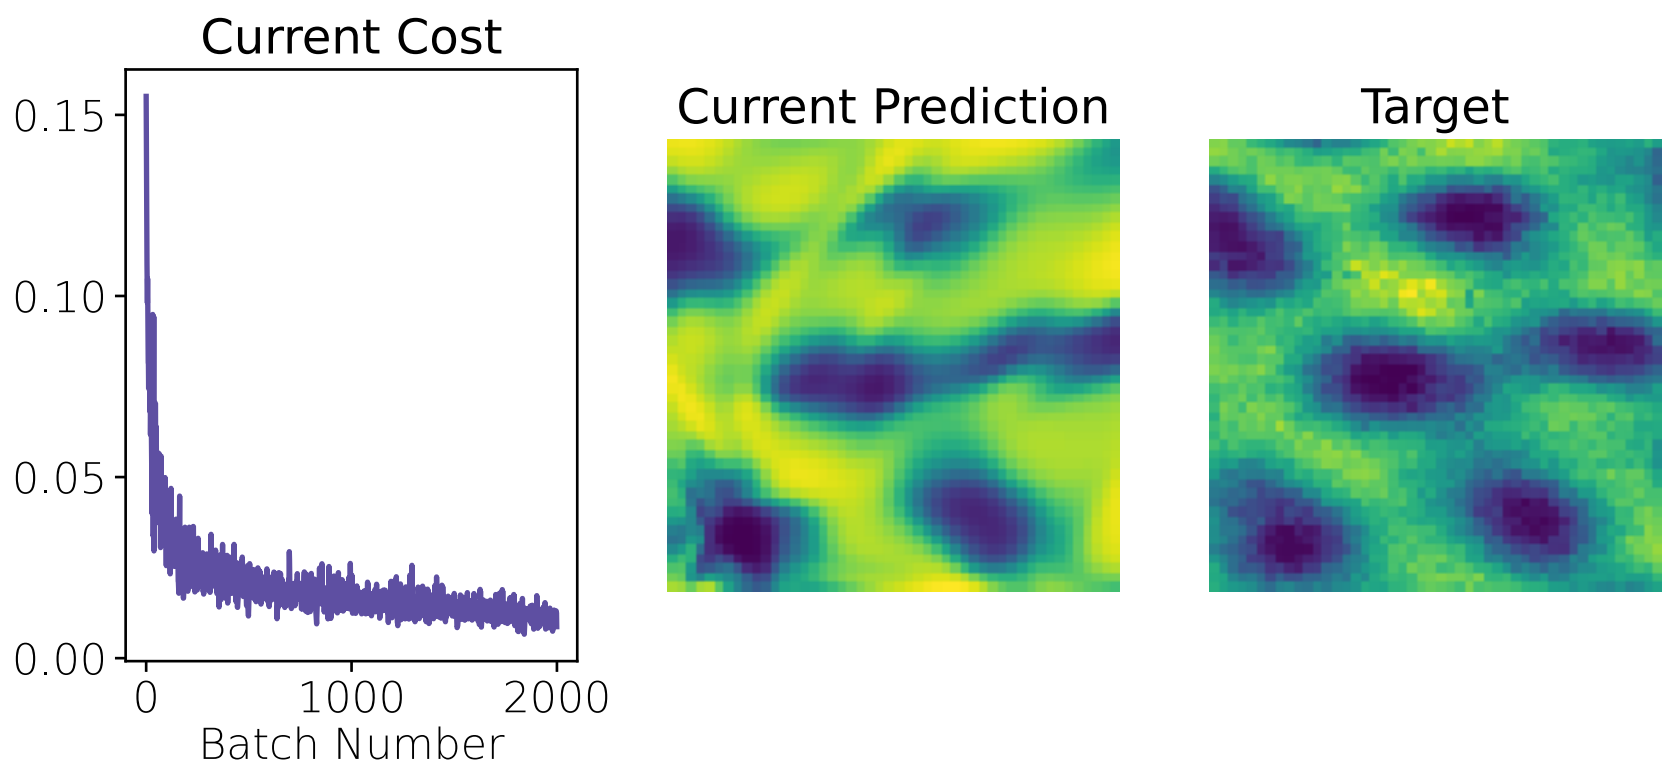 Current Cost
0.15
0.10
0.05
0.00
0 1000 2000
Batch Number
Current Prediction
Target